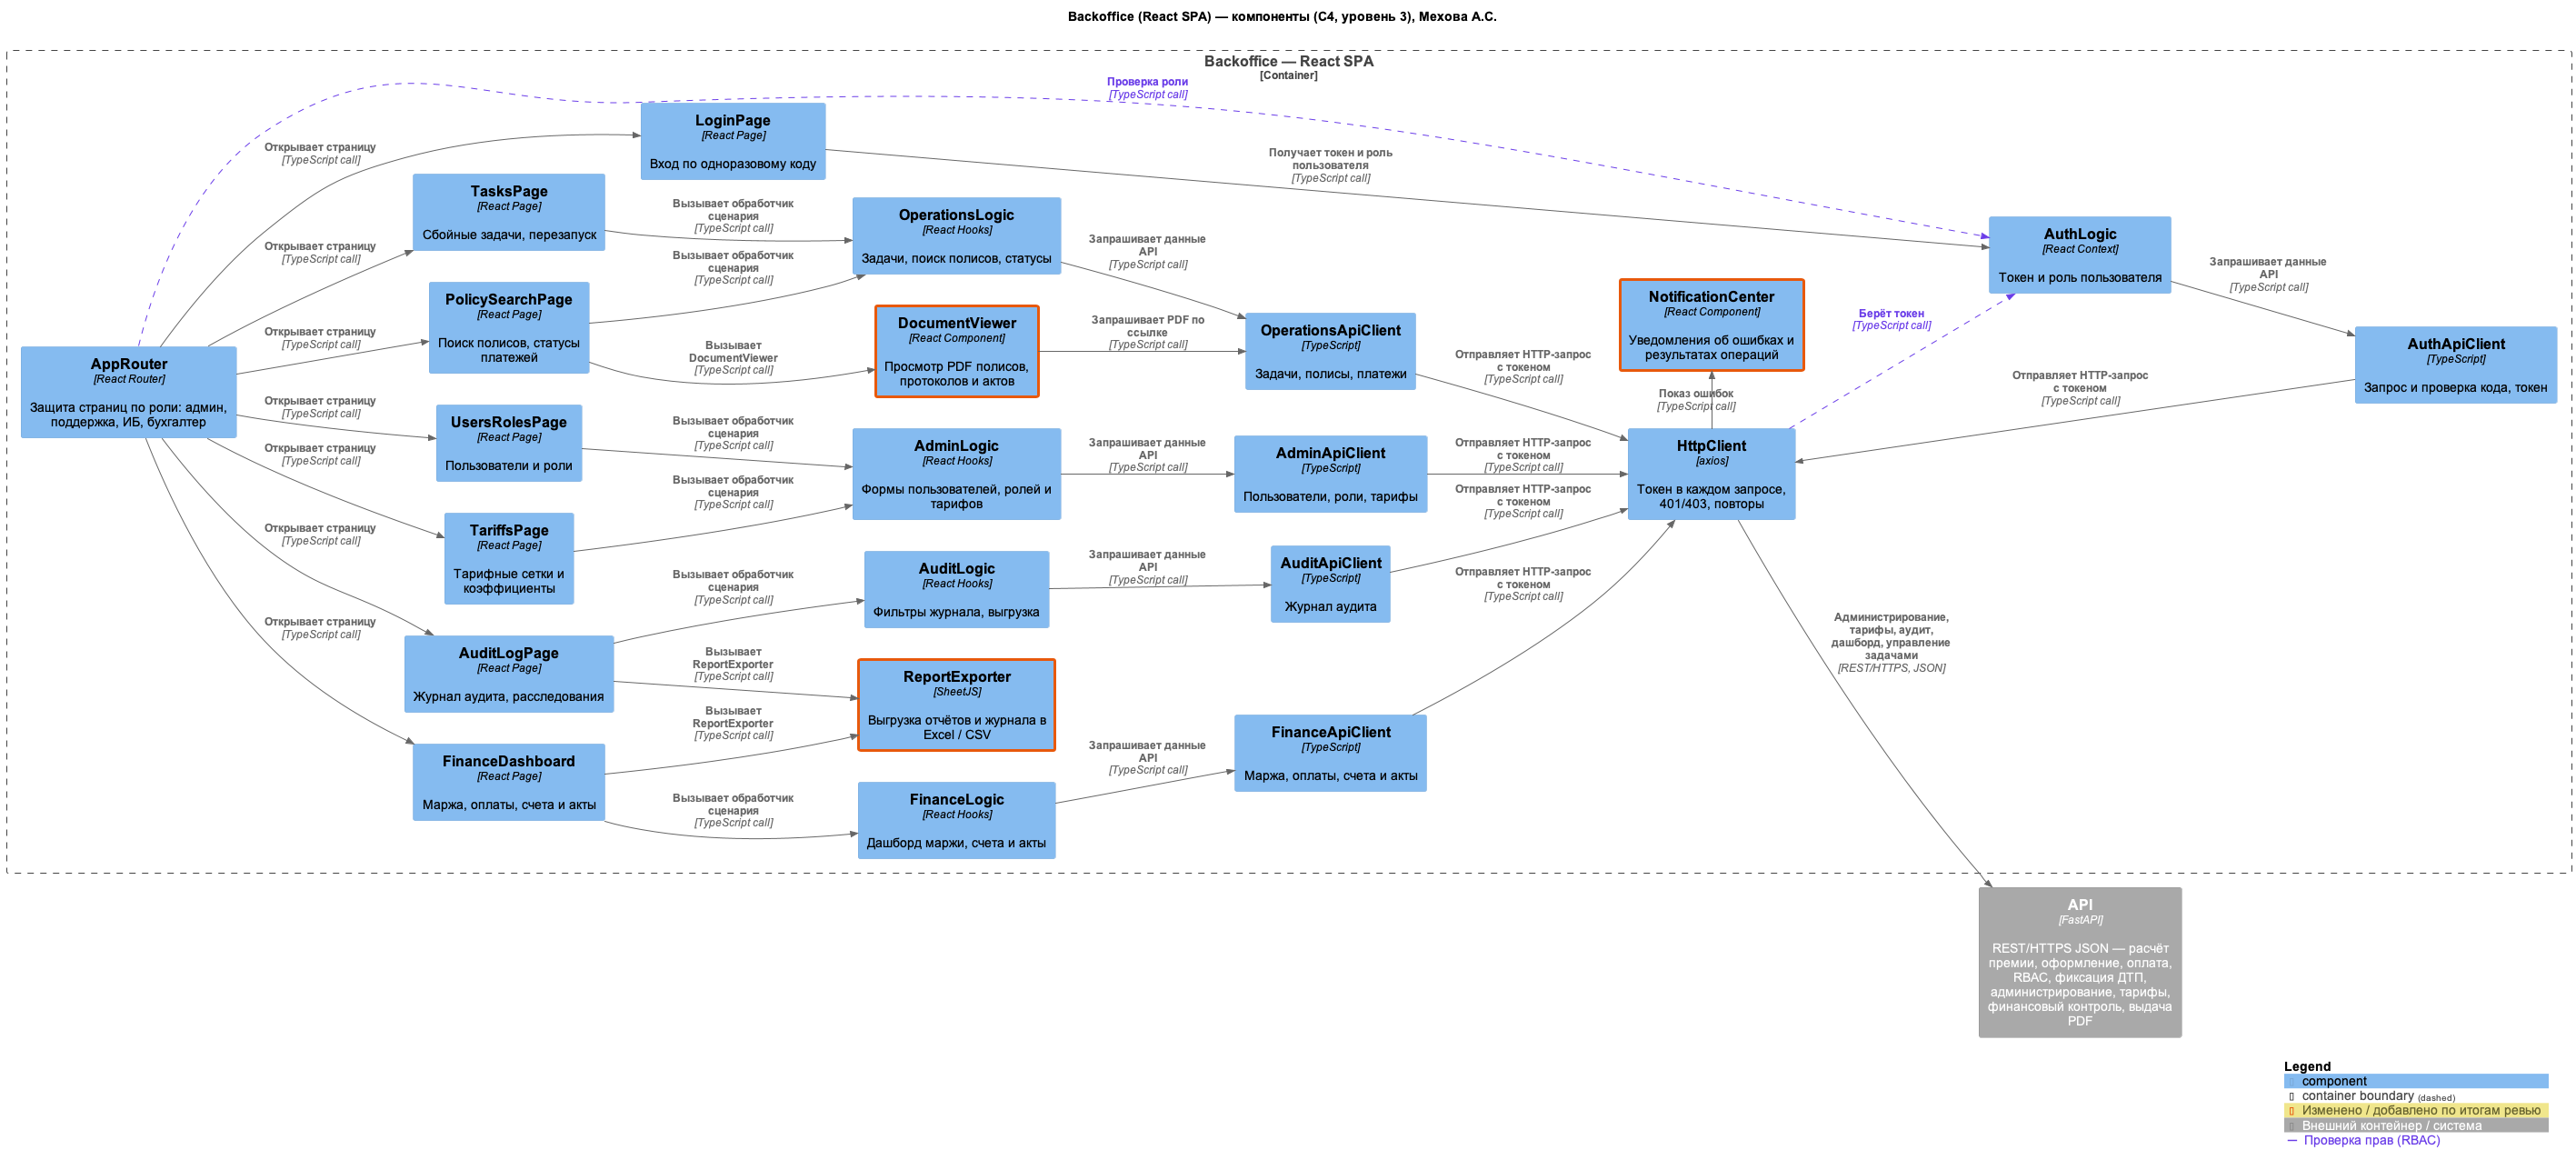 Backoffice (React SPA) — компоненты (C4, уровень 3), Мехова А.С.
Backoffice — React SPA
[Container]
Проверка роли
[TypeScript call]
LoginPage
[React Page]
Вход по одноразовому коду
Открывает страницу
[TypeScript call]
Получает токен и роль
пользователя
[TypeScript call]
TasksPage
[React Page]
Сбойные задачи, перезапуск
Вызывает обработчик
сценария
[TypeScript call]
OperationsLogic
[React Hooks]
Задачи, поиск полисов, статусы
Открывает страницу
[TypeScript call]
Вызывает обработчик
сценария
[TypeScript call]
Запрашивает данные
API
[TypeScript call]
AuthLogic
[React Context]
Токен и роль пользователя
Запрашивает данные
API
[TypeScript call]
PolicySearchPage
[React Page]
Поиск полисов, статусы
платежей
Открывает страницу
[TypeScript call]
Вызывает
DocumentViewer
[TypeScript call]
DocumentViewer
[React Component]
Просмотр PDF полисов,
протоколов и актов
Запрашивает PDF по
ссылке
[TypeScript call]
OperationsApiClient
[TypeScript]
Задачи, полисы, платежи
NotificationCenter
[React Component]
Уведомления об ошибках и
результатах операций
Берёт токен
[TypeScript call]
AuthApiClient
[TypeScript]
Запрос и проверка кода, токен
AppRouter
[React Router]
Защита страниц по роли: админ,
поддержка, ИБ, бухгалтер
Отправляет HTTP-запрос
с токеном
[TypeScript call]
Показ ошибок
[TypeScript call]
Отправляет HTTP-запрос
с токеном
[TypeScript call]
Открывает страницу
[TypeScript call]
UsersRolesPage
[React Page]
Пользователи и роли
Вызывает обработчик
сценария
[TypeScript call]
AdminLogic
[React Hooks]
Формы пользователей, ролей и
тарифов
Запрашивает данные
API
[TypeScript call]
AdminApiClient
[TypeScript]
Пользователи, роли, тарифы
Отправляет HTTP-запрос
с токеном
[TypeScript call]
HttpClient
[axios]
Токен в каждом запросе,
401/403, повторы
Открывает страницу
[TypeScript call]
Вызывает обработчик
сценария
[TypeScript call]
Отправляет HTTP-запрос
с токеном
[TypeScript call]
TariffsPage
[React Page]
Тарифные сетки и
коэффициенты
Открывает страницу
[TypeScript call]
Вызывает обработчик
сценария
[TypeScript call]
AuditLogic
[React Hooks]
Фильтры журнала, выгрузка
Запрашивает данные
API
[TypeScript call]
AuditApiClient
[TypeScript]
Журнал аудита
Отправляет HTTP-запрос
с токеном
[TypeScript call]
Открывает страницу
[TypeScript call]
AuditLogPage
[React Page]
Журнал аудита, расследования
Вызывает
ReportExporter
[TypeScript call]
ReportExporter
[SheetJS]
Выгрузка отчётов и журнала в
Excel / CSV
Администрирование,
тарифы, аудит,
дашборд, управление
задачами
[REST/HTTPS, JSON]
Вызывает
ReportExporter
[TypeScript call]
FinanceDashboard
[React Page]
Маржа, оплаты, счета и акты
Вызывает обработчик
сценария
[TypeScript call]
FinanceLogic
[React Hooks]
Дашборд маржи, счета и акты
Запрашивает данные
API
[TypeScript call]
FinanceApiClient
[TypeScript]
Маржа, оплаты, счета и акты
API
[FastAPI]
REST/HTTPS JSON — расчёт
премии, оформление, оплата,
RBAC, фиксация ДТП,
администрирование, тарифы,
финансовый контроль, выдача
PDF
Legend
component
container boundary (dashed)
Изменено / добавлено по итогам ревью
Внешний контейнер / система
Проверка прав (RBAC)